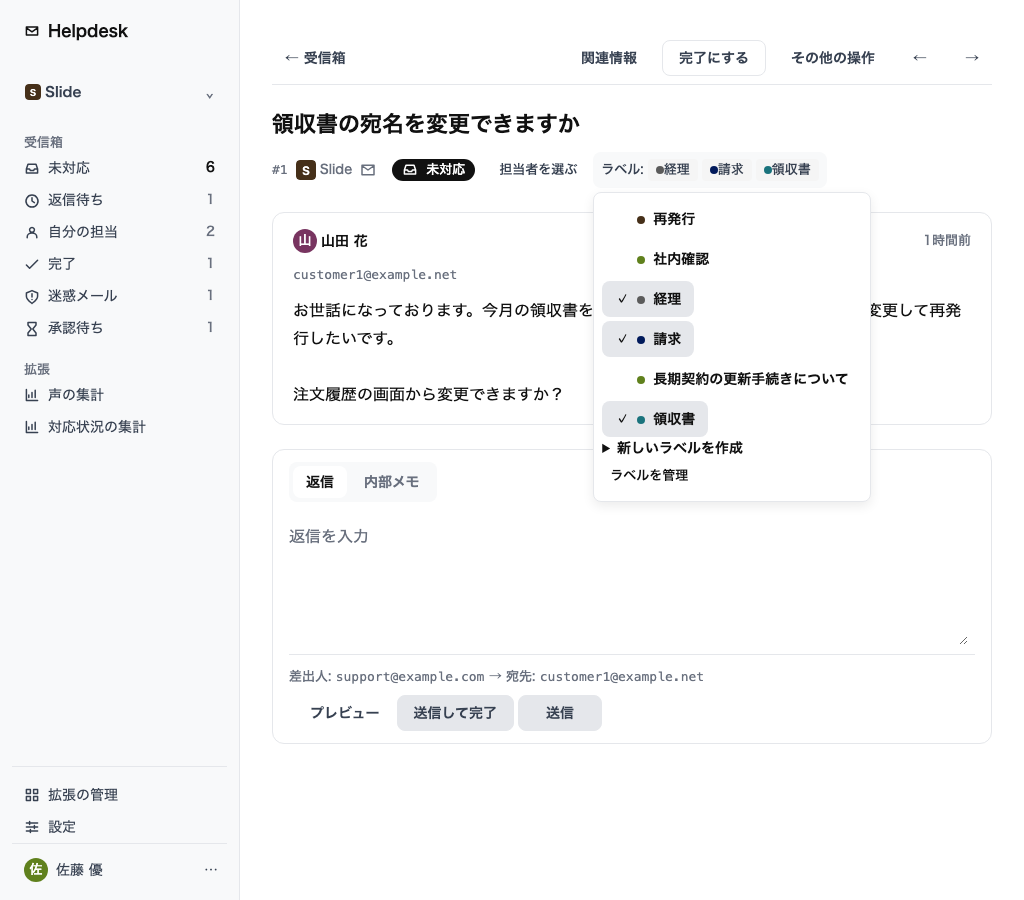 Helpdesk
S Slide
受信箱
未対応 6
返信待ち 1
自分の担当 2
完了 1
迷惑メール 1
承認待ち 1
拡張
声の集計
対応状況の集計
拡張の管理
設定
佐 佐藤 優 …
← 受信箱 関連情報 完了にする その他の操作 ← →
領収書の宛名を変更できますか
#1 S Slide 未対応 担当者を選ぶ ラベル: 経理 請求 領収書
再発行
社内確認
✓ 経理
✓ 請求
長期契約の更新手続きについて
✓ 領収書
▶ 新しいラベルを作成
ラベルを管理
山 山田 花 1時間前
customer1@example.net
お世話になっております。今月の領収書を 変更して再発
行したいです。
注文履歴の画面から変更できますか？
返信 内部メモ
返信を入力
差出人: support@example.com → 宛先: customer1@example.net
プレビュー 送信して完了 送信